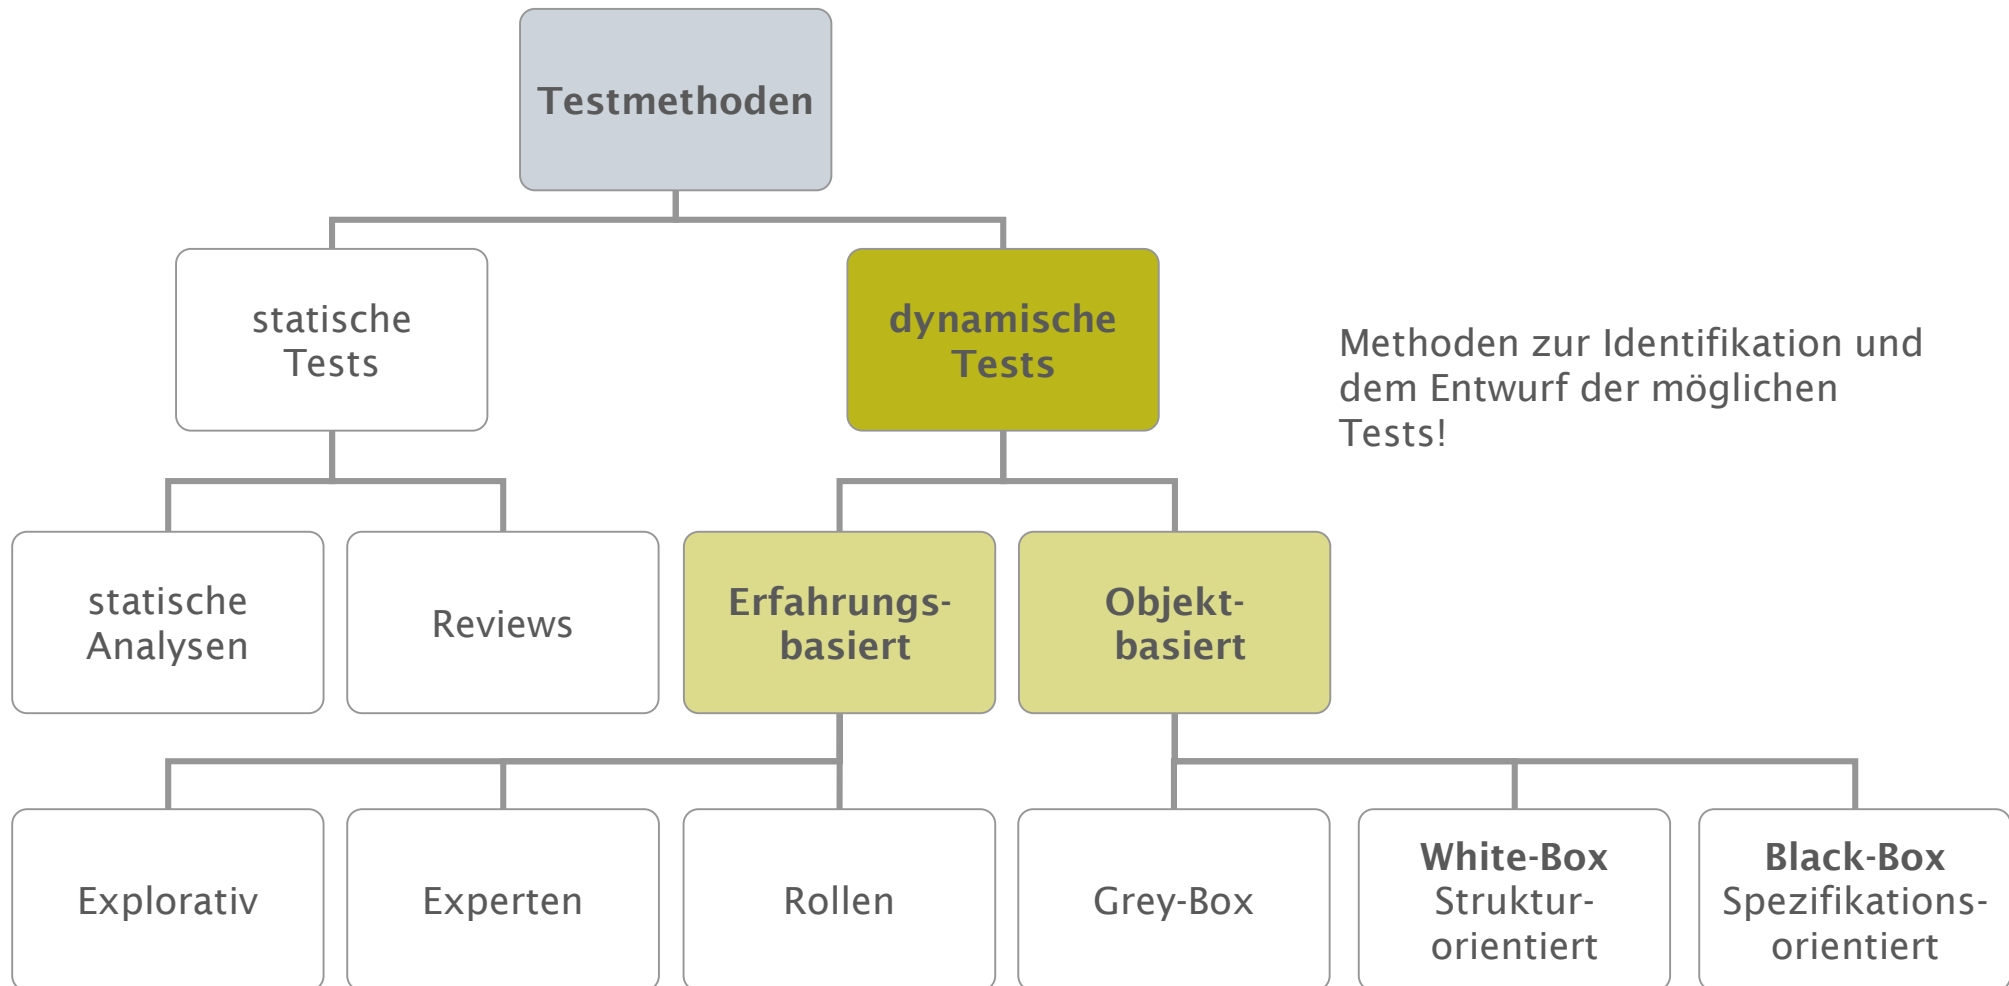 Testmethoden
statische
Tests
dynamische
Tests
Methoden zur Identifikation und
dem Entwurf der möglichen
Tests!
statische
Analysen
Reviews
Erfahrungs-
basiert
Objekt-
basiert
Explorativ
Experten
Rollen
Grey-Box
White-Box
Struktur-
orientiert
Black-Box
Spezifikations-
orientiert